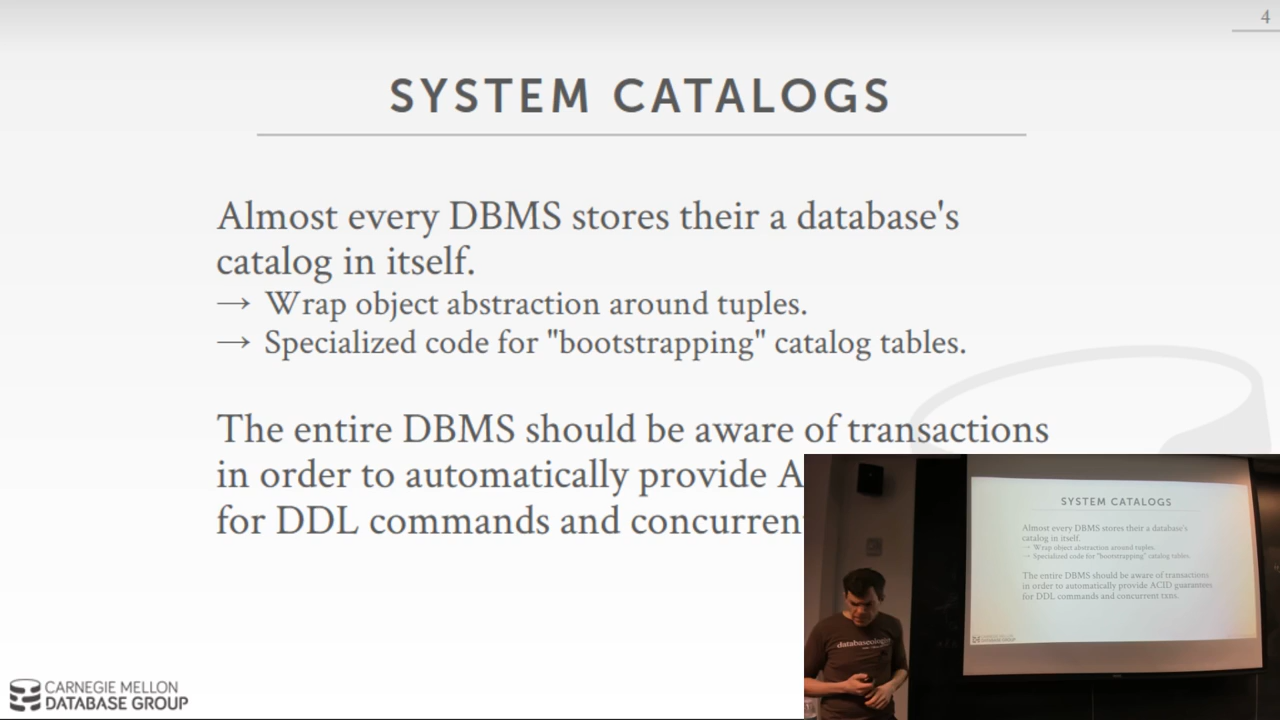 4
SYSTEM CATALOGS
Almost every DBMS stores their a database's
catalog in itself.
→ Wrap object abstraction around tuples.
→ Specialized code for "bootstrapping" catalog tables.
The entire DBMS should be aware of transactions
in order to automatically provide A
for DDL commands and concurren
CARNEGIE MELLON
DATABASE GROUP
SYSTEM CATALOGS
Almost every DBMS stores their a database's
catalog in itself.
→ Wrap object abstraction around tuples.
→ Specialized code for "bootstrapping" catalog tables.
The entire DBMS should be aware of transactions
in order to automatically provide ACID guarantees
for DDL commands and concurrent txns.
CARNEGIE MELLON
DATABASE GROUP